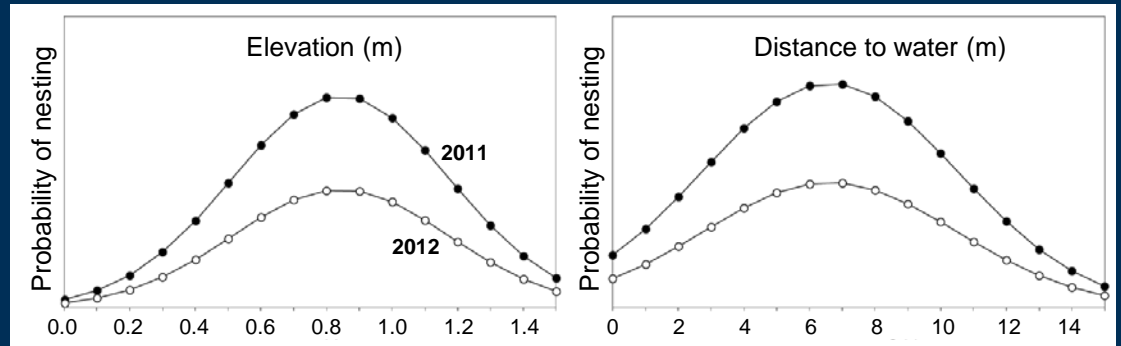 Probability of nesting
Elevation (m)
2011
2012
0.0 0.2 0.4 0.6 0.8 1.0 1.2 1.4
Probability of nesting
Distance to water (m)
0 2 4 6 8 10 12 14